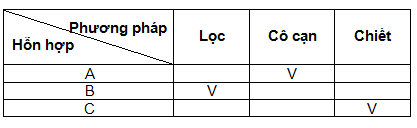 Phương pháp
Hỗn hợp
Lọc Cô cạn Chiết
A V
B V
C V